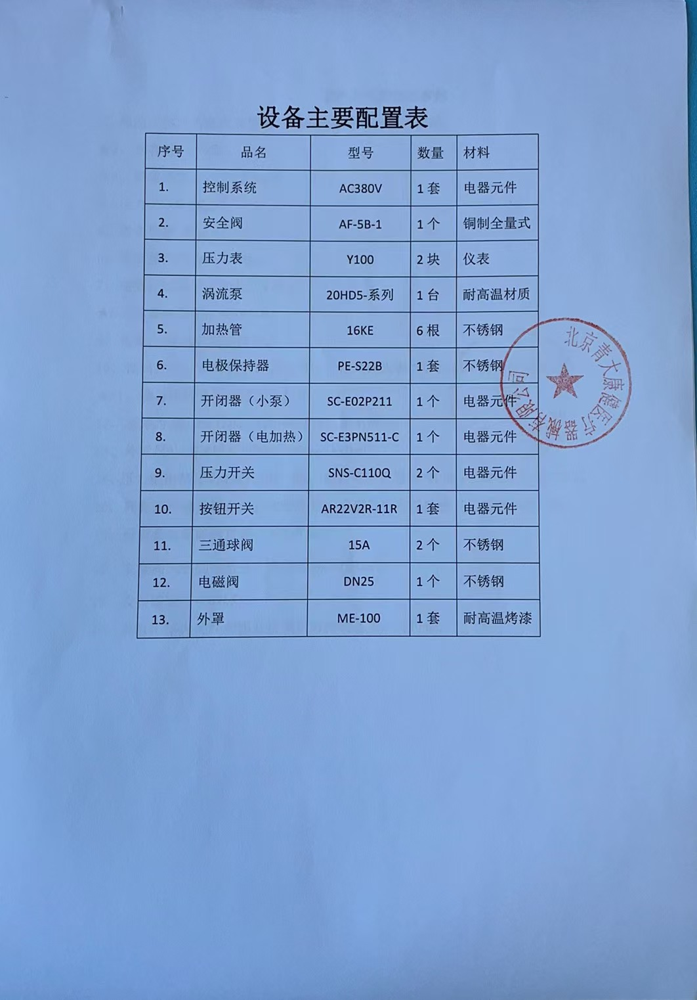 设备主要配置表
序号 品名 型号 数量 材料
1. 控制系统 AC380V 1 套 电器元件
2. 安全阀 AF-5B-1 1 个 铜制全量式
3. 压力表 Y100 2 块 仪表
4. 涡流泵 20HD5-系列 1 台 耐高温材质
5. 加热管 16KE 6 根 不锈钢
6. 电极保持器 PE-S22B 1 套 不锈钢
7. 开闭器（小泵） SC-E02P211 1 个 电器元件
8. 开闭器（电加热） SC-E3PN511-C 1 个 电器元件
9. 压力开关 SNS-C110Q 2 个 电器元件
10. 按钮开关 AR22V2R-11R 1 套 电器元件
11. 三通球阀 15A 2 个 不锈钢
12. 电磁阀 DN25 1 个 不锈钢
13. 外罩 ME-100 1 套 耐高温烤漆
北京青大康健医疗器械有限公司